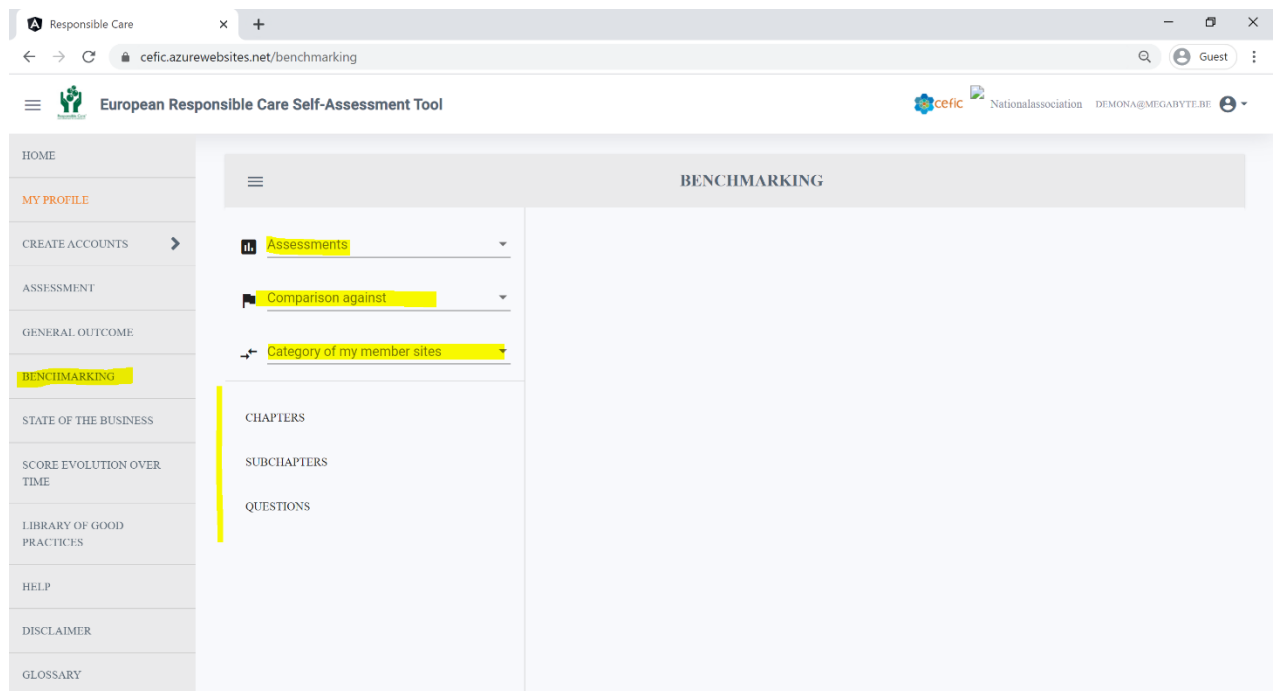 Responsible Care
cefic.azurewebsites.net/benchmarking
Guest
European Responsible Care Self-Assessment Tool
cefic
Nationalassociation
DEMONA@MEGABYTE.BE
HOME
MY PROFILE
CREATE ACCOUNTS
ASSESSMENT
GENERAL OUTCOME
BENCHMARKING
STATE OF THE BUSINESS
SCORE EVOLUTION OVER
TIME
LIBRARY OF GOOD
PRACTICES
HELP
DISCLAIMER
GLOSSARY
BENCHMARKING
Assessments
Comparison against
Category of my member sites
CHAPTERS
SUBCHAPTERS
QUESTIONS